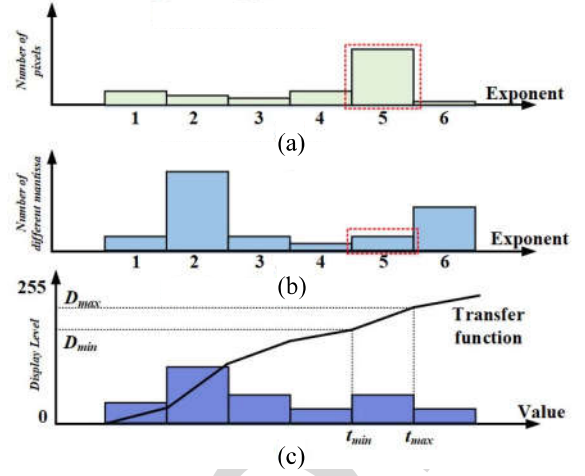 Number of
pixels
Exponent
1 2 3 4 5 6
(a)
Number of
different mantissa
Exponent
1 2 3 4 5 6
(b)
255
Dmax
Transfer
function
Dmin
Display Level
0
Value
tmin tmax
(c)